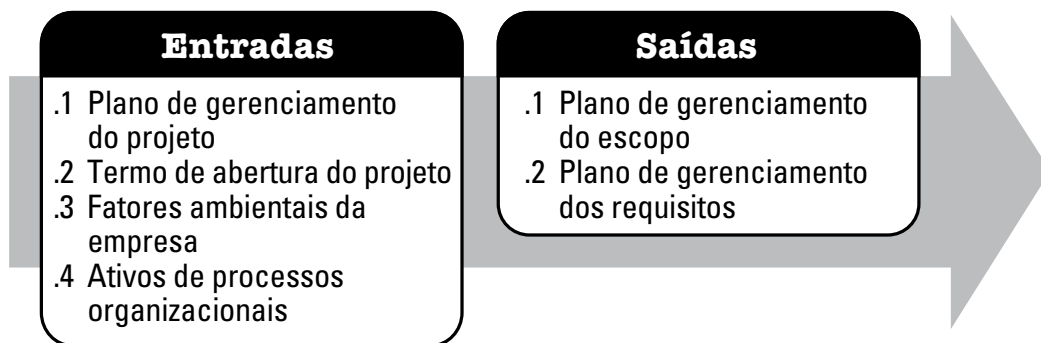 Entradas
.1 Plano de gerenciamento
do projeto
.2 Termo de abertura do projeto
.3 Fatores ambientais da
empresa
.4 Ativos de processos
organizacionais
Saídas
.1 Plano de gerenciamento
do escopo
.2 Plano de gerenciamento
dos requisitos